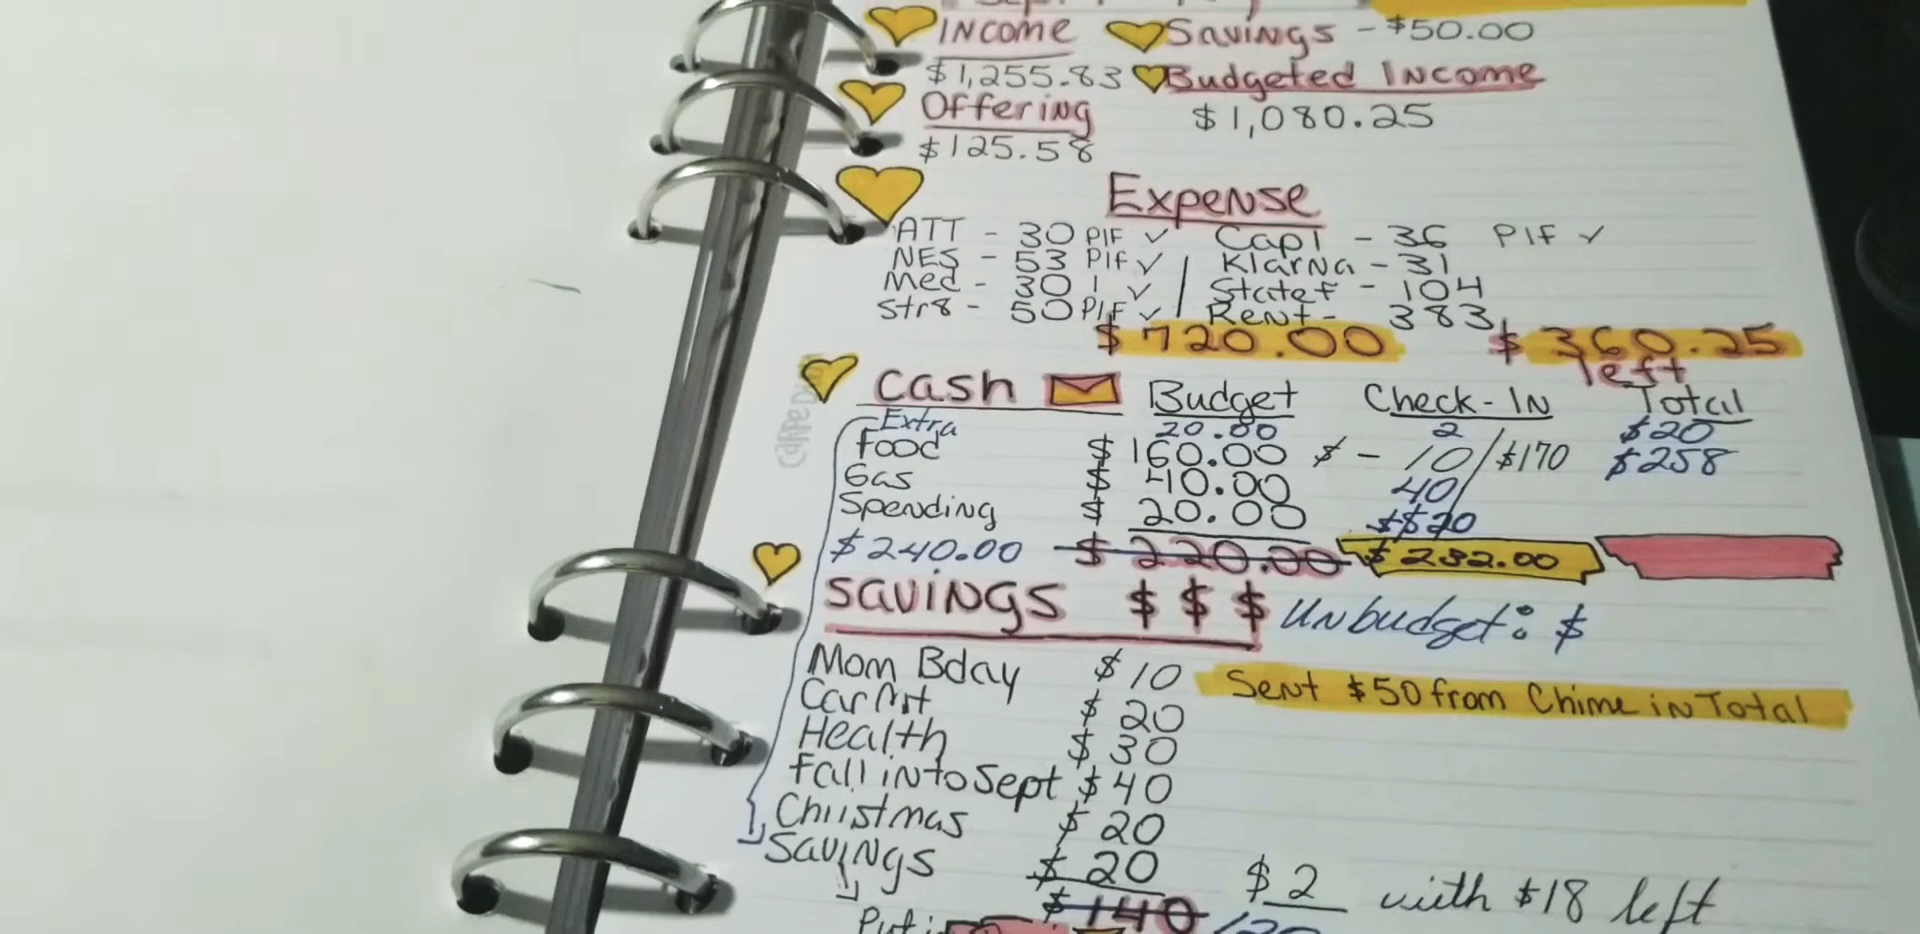 Income Savings - $50.00
$1,255.83 Budgeted Income
Offering $1,080.25
$125.58
Expense
ATT - 30 PIF ✓ Cap1 - 36 PIF ✓
NES - 53 PIF ✓ Klarna - 31
Med - 30 ✓ Statef - 104
Str8 - 50 PIF ✓ Rent - 383
$720.00 $360.25
left
Cash Budget Check-In Total
Extra 20.00 2 $20
Food $160.00 $ - 10/$170 $258
Gas $40.00 40
Spending $20.00 $20
$240.00 $220.00 $232.00
Savings $$$ Unbudget: $
Mom Bday $10 Sent $50 from Chime in Total
$20
Health $30
Fall into Sept $40
Christmas $20
Savings $20 $2 with $18 left
$140
Put in